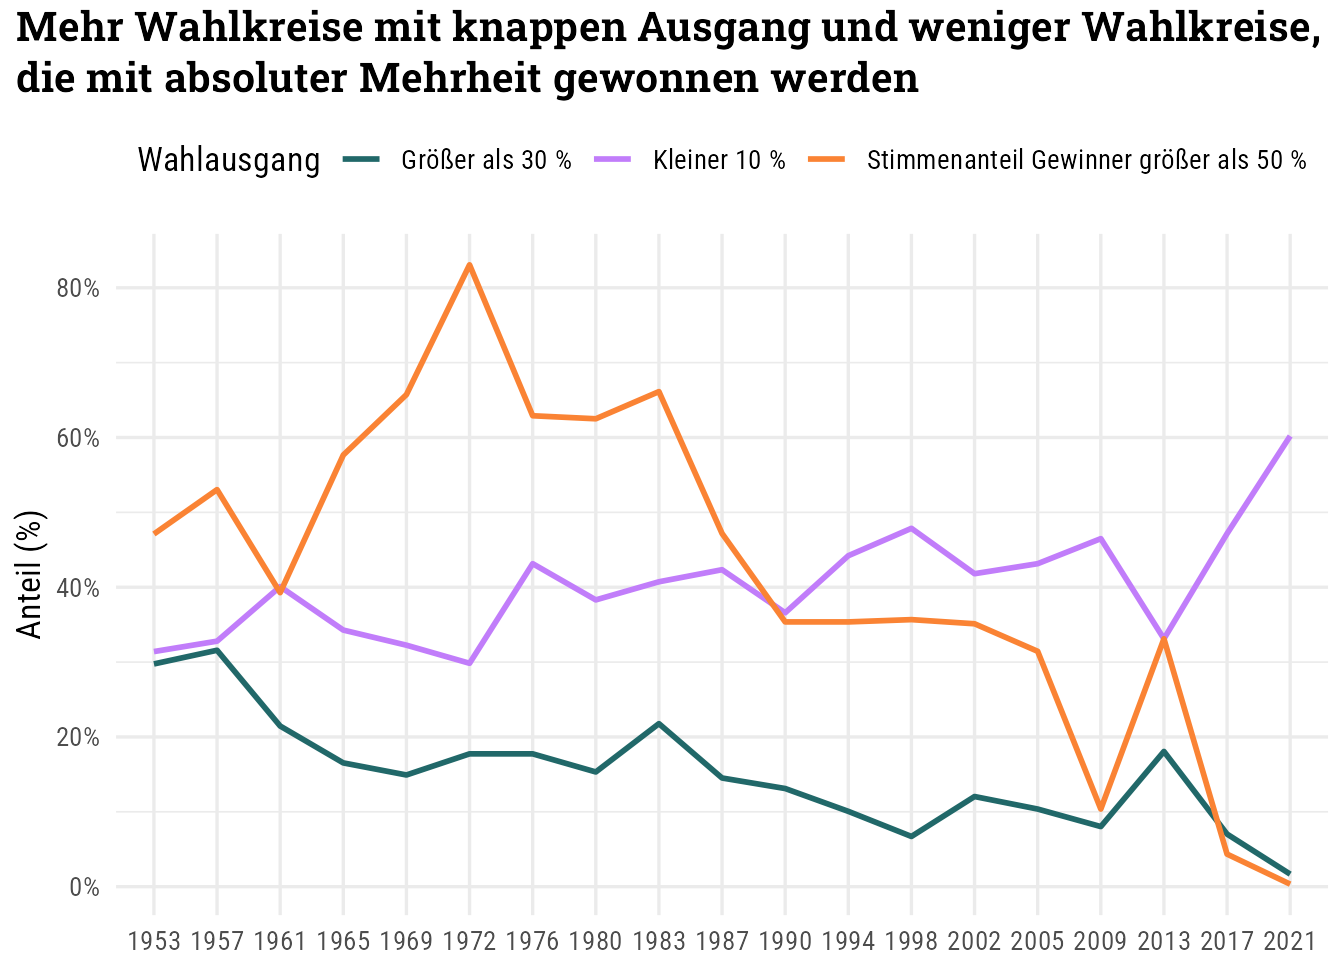 Mehr Wahlkreise mit knappen Ausgang und weniger Wahlkreise,
die mit absoluter Mehrheit gewonnen werden
Wahlausgang Größer als 30 % Kleiner 10 % Stimmenanteil Gewinner größer als 50 %
Anteil (%)
80%
60%
40%
20%
0%
1953 1957 1961 1965 1969 1972 1976 1980 1983 1987 1990 1994 1998 2002 2005 2009 2013 2017 2021